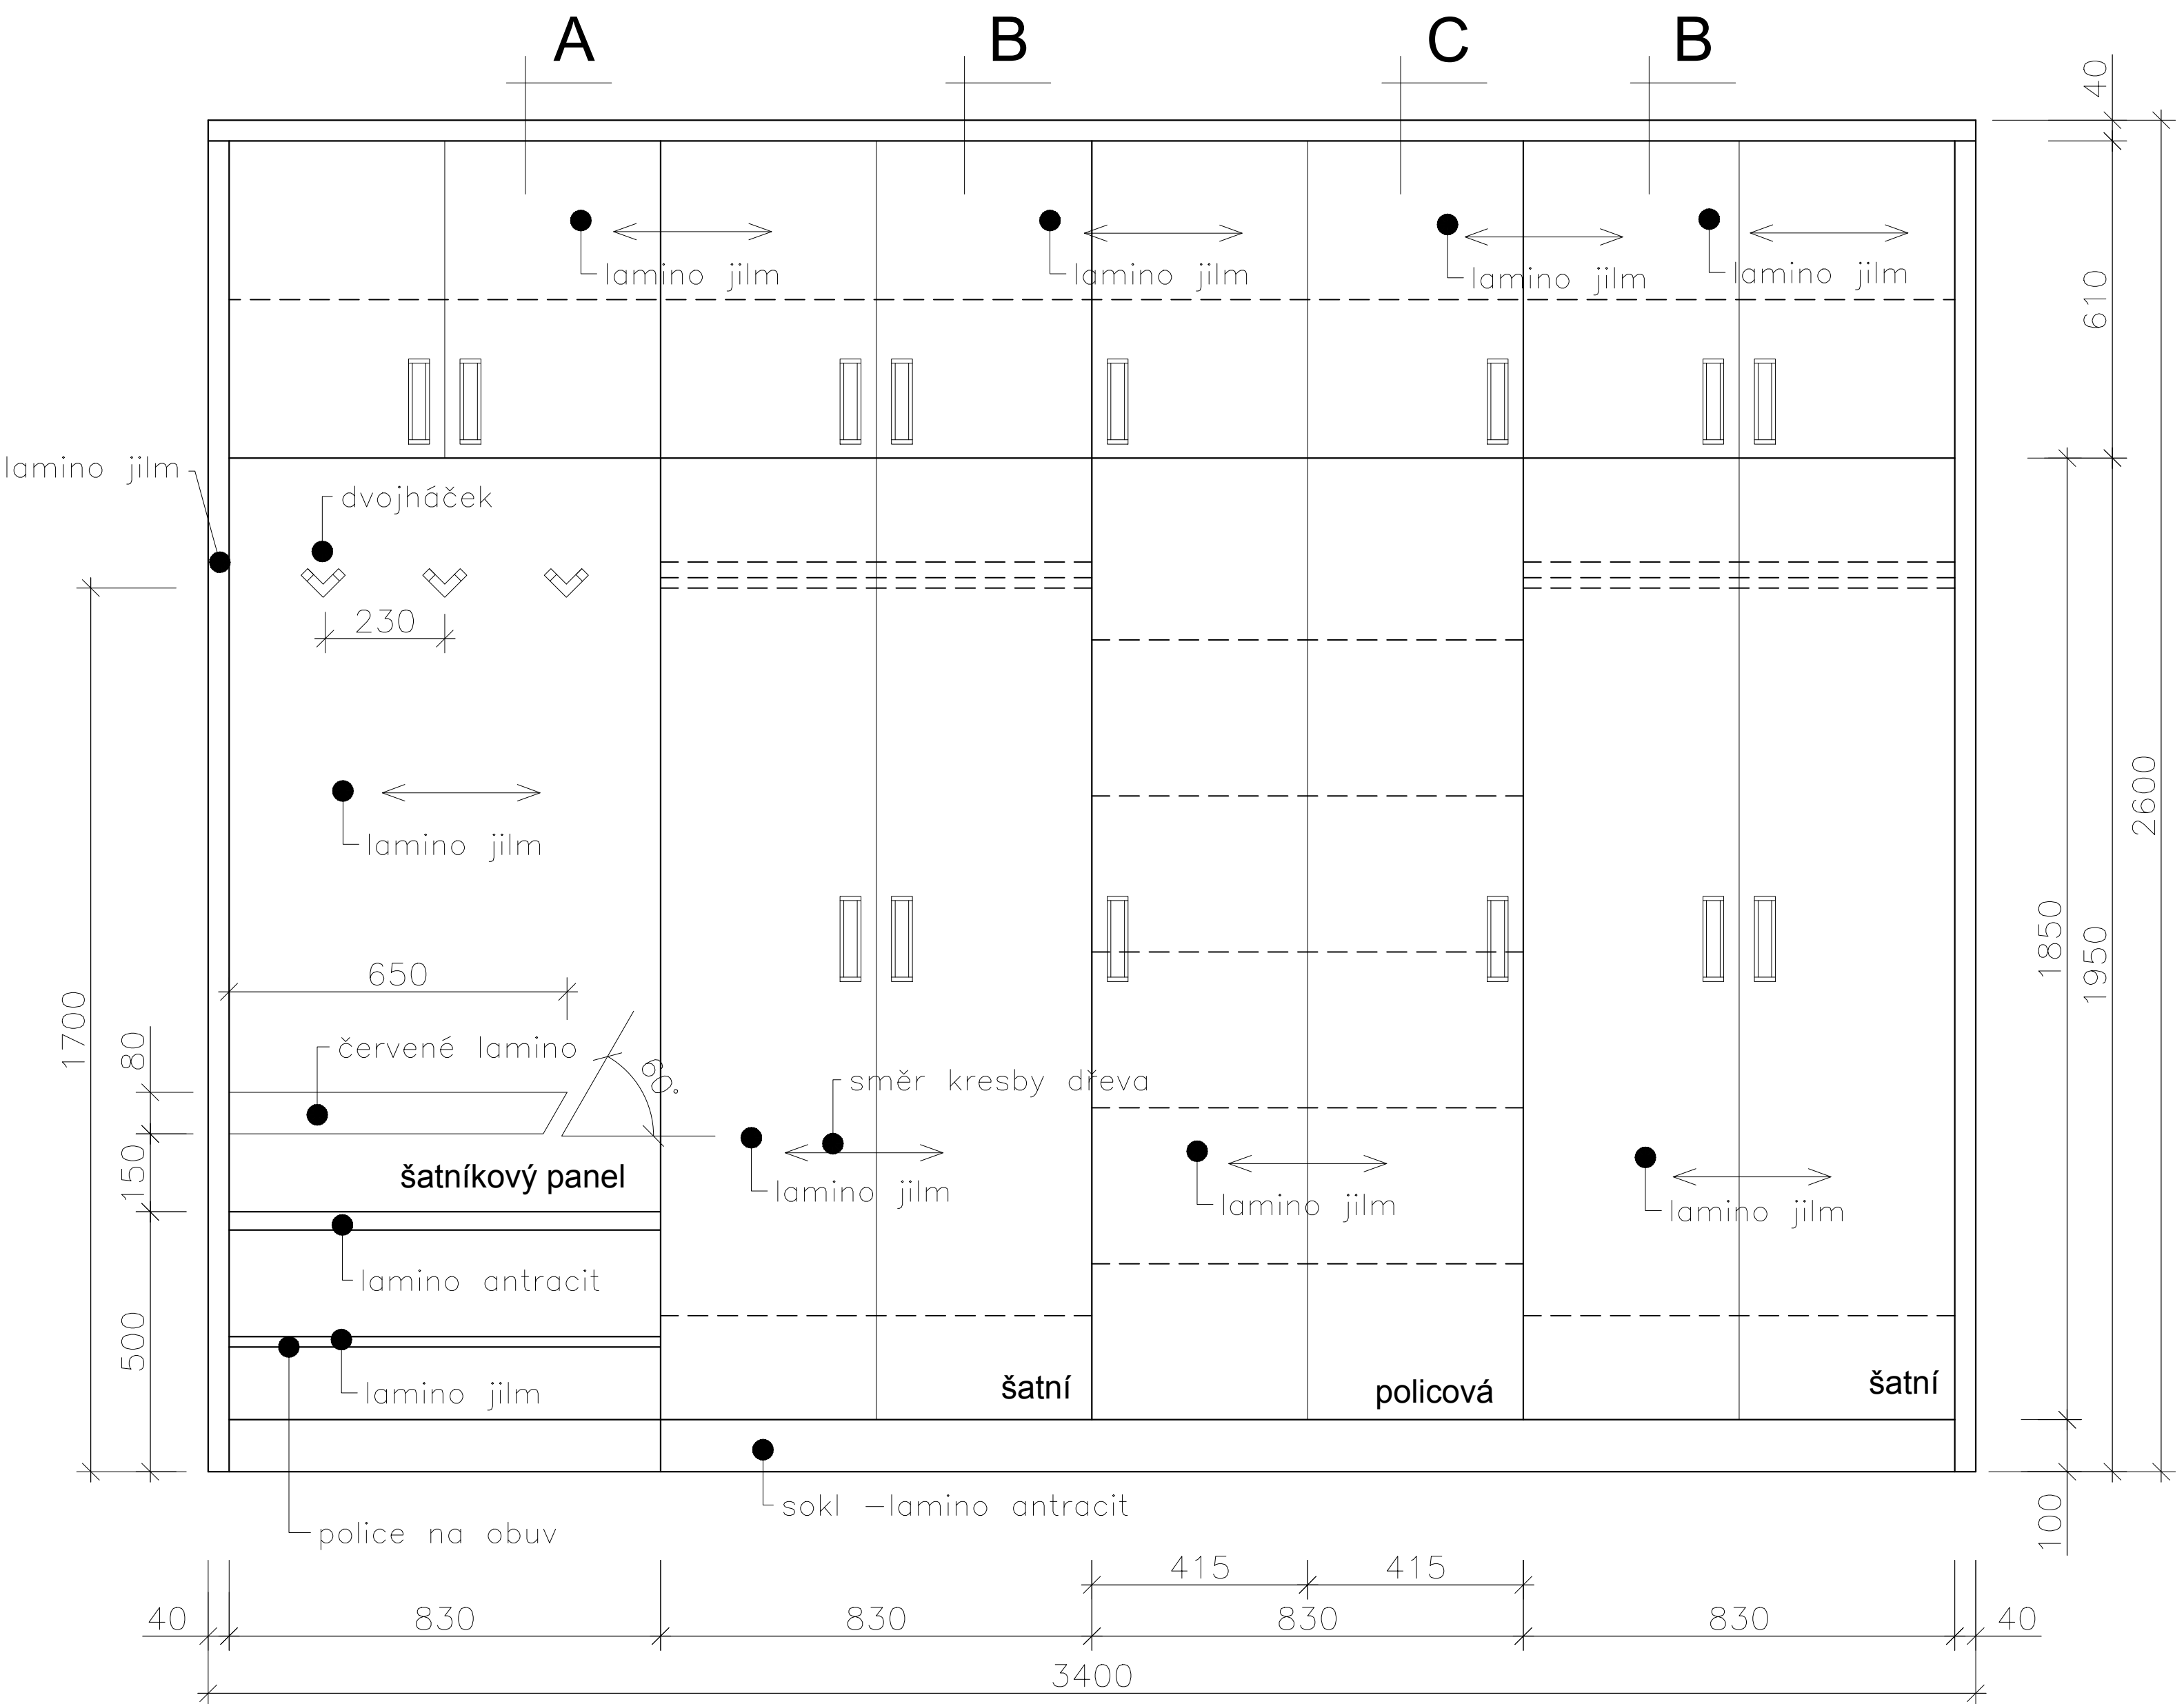 A B C B
40
lamino jilm lamino jilm lamino jilm lamino jilm
610
lamino jilm
dvojháček
230
lamino jilm
2600
1850
1950
650
1700
80
červené lamino
60°
směr kresby dřeva
150
šatníkový panel
lamino jilm
lamino jilm
lamino jilm
lamino antracit
500
lamino jilm
šatní
policová
šatní
sokl –lamino antracit
police na obuv
100
415 415
40 830 830 830 830 40
3400